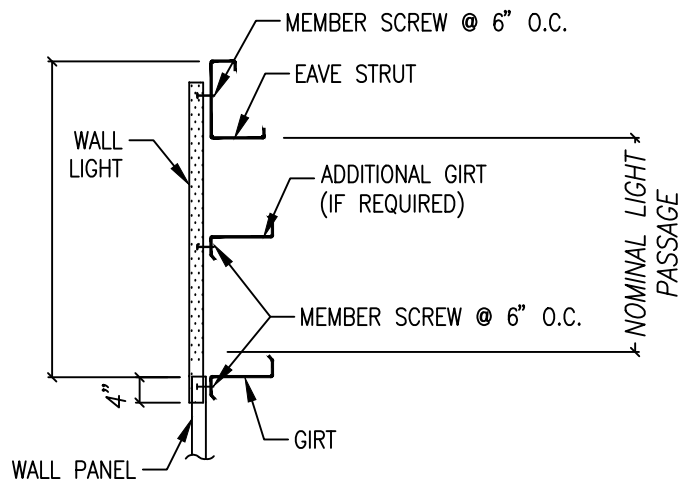 MEMBER SCREW @ 6" O.C.
EAVE STRUT
WALL
LIGHT
ADDITIONAL GIRT
(IF REQUIRED)
NOMINAL LIGHT
PASSAGE
MEMBER SCREW @ 6" O.C.
4"
GIRT
WALL PANEL